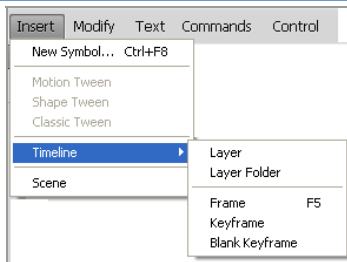 Insert Modify Text Commands Control
New Symbol... Ctrl+F8
Motion Tween
Shape Tween
Classic Tween
Timeline
Scene
Layer
Layer Folder
Frame F5
Keyframe
Blank Keyframe